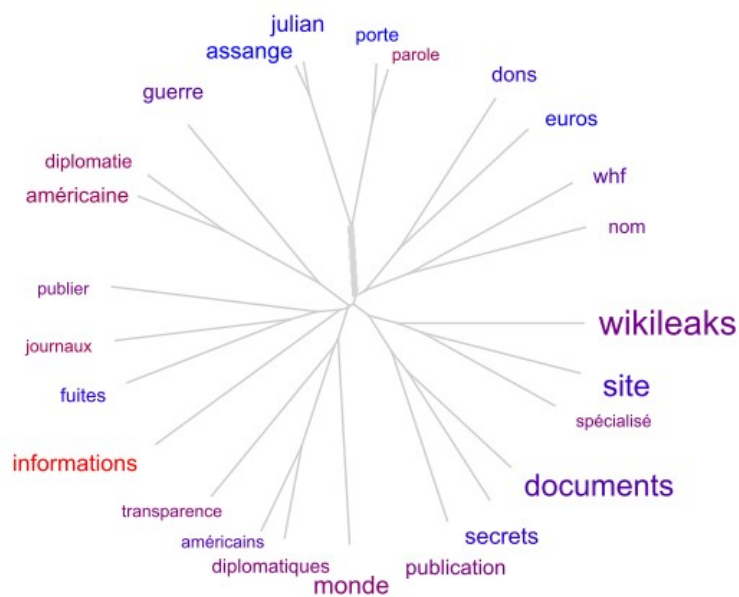 julian
assange
porte
parole
dons
euros
whf
nom
wikileaks
site
spécialisé
documents
secrets
publication
monde
diplomatiques
américains
transparence
informations
fuites
journaux
publier
américaine
diplomatie
guerre